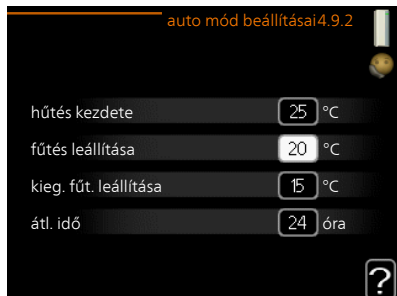 auto mód beállításai4.9.2
hűtés kezdete 25 °C
fűtés leállítása 20 °C
kieg. fűt. leállítása 15 °C
átl. idő 24 óra
?